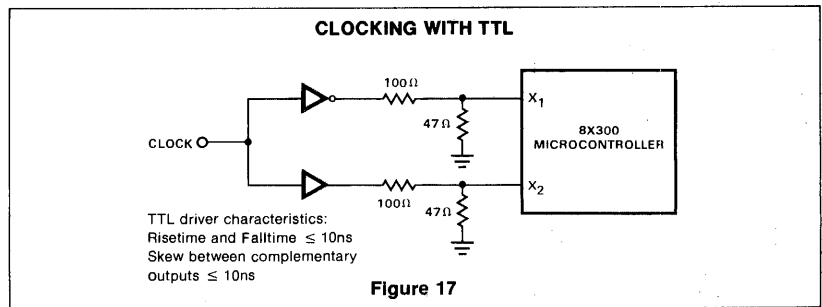 CLOCKING WITH TTL
100Ω
X1
47Ω
8X300
MICROCONTROLLER
CLOCK
X2
100Ω
47Ω
TTL driver characteristics:
Risetime and Falltime ≤ 10ns
Skew between complementary
outputs ≤ 10ns
Figure 17